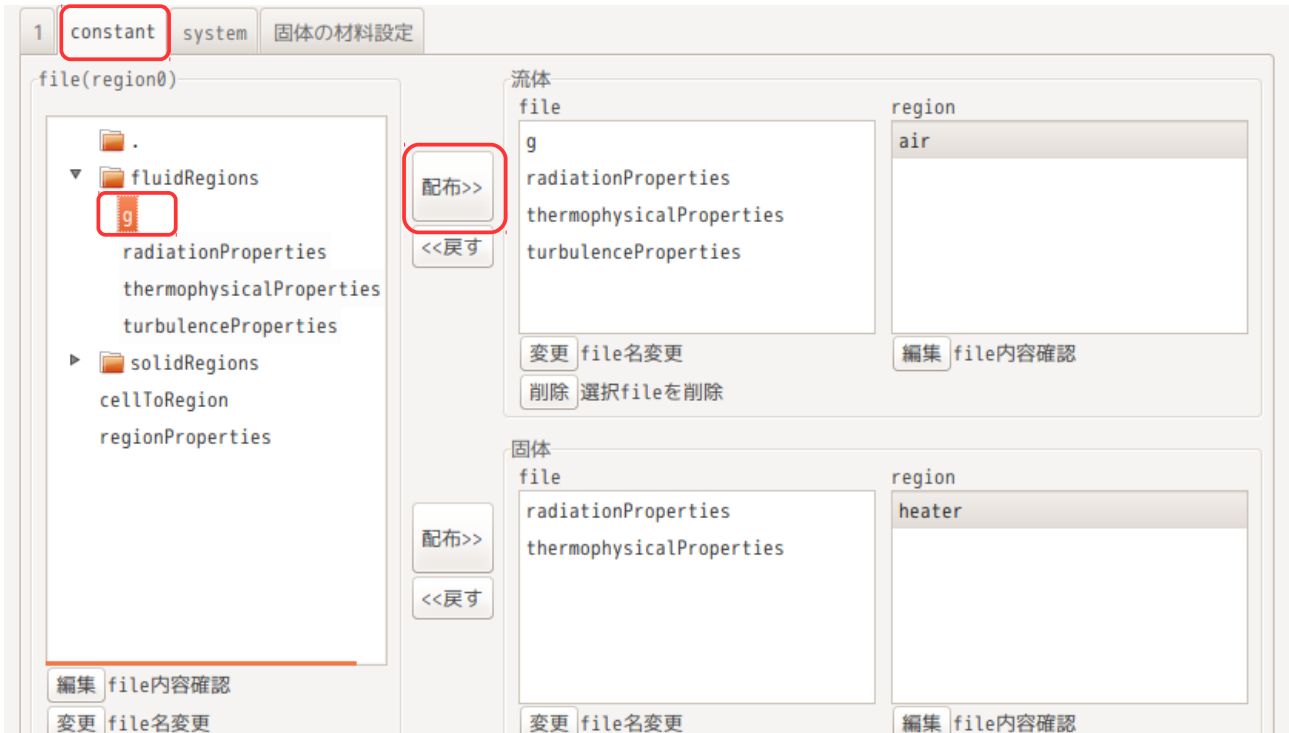 1 constant system 固体の材料設定
file(region0)
.
fluidRegions
g
radiationProperties
thermophysicalProperties
turbulenceProperties
solidRegions
cellToRegion
regionProperties
編集 file内容確認
変更 file名変更
配布>>
<<戻す
流体
file
g
radiationProperties
thermophysicalProperties
turbulenceProperties
変更 file名変更
削除 選択fileを削除
region
air
編集 file内容確認
配布>>
<<戻す
固体
file
radiationProperties
thermophysicalProperties
変更 file名変更
region
heater
編集 file内容確認